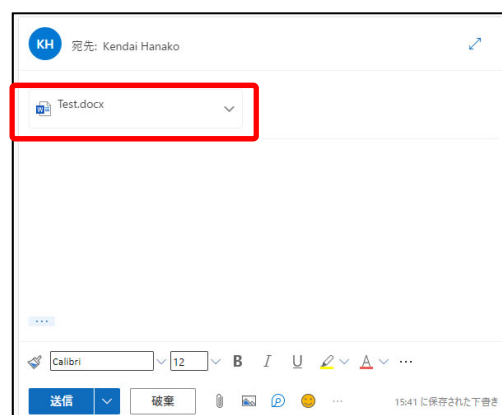 KH 宛先: Kendai Hanako
Test.docx
...
Calibri 12 B I U A ...
送信 破棄 ... 15:41 に保存された下書き